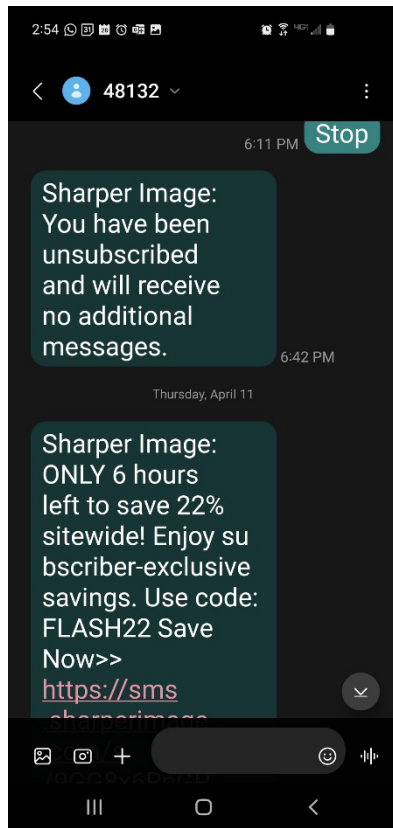 2:54
48132
6:11 PM Stop
Sharper Image:
You have been
unsubscribed
and will receive
no additional
messages.
6:42 PM
Thursday, April 11
Sharper Image:
ONLY 6 hours
left to save 22%
sitewide! Enjoy su
bscriber-exclusive
savings. Use code:
FLASH22 Save
Now>>
https://sms
.sharperimage
.com/